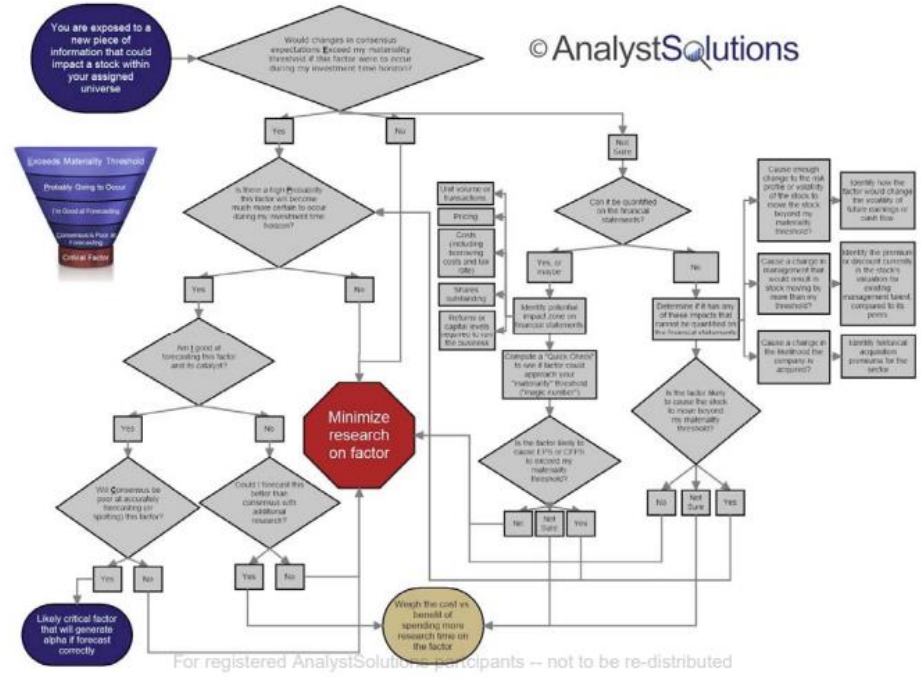 You are exposed to a
new piece of
information that could
impact a stock within
your assigned
universe
Would changes in consensus
expectations Exceed my materiality
threshold if this factor were to occur
during my investment time horizon?
© AnalystSolutions
Yes
No
Not
Sure
Exceeds Materiality Threshold
Probably Going to Occur
I'm Good at Forecasting
Consensus is Poor at
Forecasting
Critical Factor
Is there a high Probability
this factor will become
much more certain to occur
during my investment time
horizon?
Unit volume or
transactions
Pricing
Costs
(including
borrowing
costs and tax
rate)
Shares
outstanding
Returns or
capital levels
required to run
the business
Can it be quantified
on the financial
statements?
Yes, or
maybe
No
Identify potential
impact zone on
financial statements
Determine if it has any
of these impacts that
cannot be quantified on
the financial statements
Cause enough
change to the risk
profile or volatility
of the stock to
move the stock
beyond my
materiality
threshold?
Identify how the
factor would change
the volatility of
future earnings or
cash flow
Cause a change in
management that
would result in
stock moving by
more than my
threshold?
Identify the premium
or discount currently
in the stock's
valuation for
existing
management talent
compared to its
peers
Cause a change in
the likelihood the
company is
acquired?
Identify historical
acquisition
premiums for the
sector
Yes
No
Am I good at
forecasting this factor
and its catalyst?
Compute a "Quick Check"
to see if factor could
approach your
"materiality" threshold
("magic number")
Is the factor likely
to cause the stock
to move beyond
my materiality
threshold?
Minimize
research
on factor
Yes
No
Is the factor likely to
cause EPS or CFPS
to exceed my
materiality
threshold?
Will Consensus be
poor at accurately
forecasting (or
spotting) this factor?
Could I forecast this
better than
consensus with
additional
research?
No
Not
Sure
Yes
No
Not
Sure
Yes
Yes
No
Yes
No
Likely critical factor
that will generate
alpha if forecast
correctly
Weigh the cost vs
benefit of
spending more
research time on
the factor
For registered AnalystSolutions participants -- not to be re-distributed